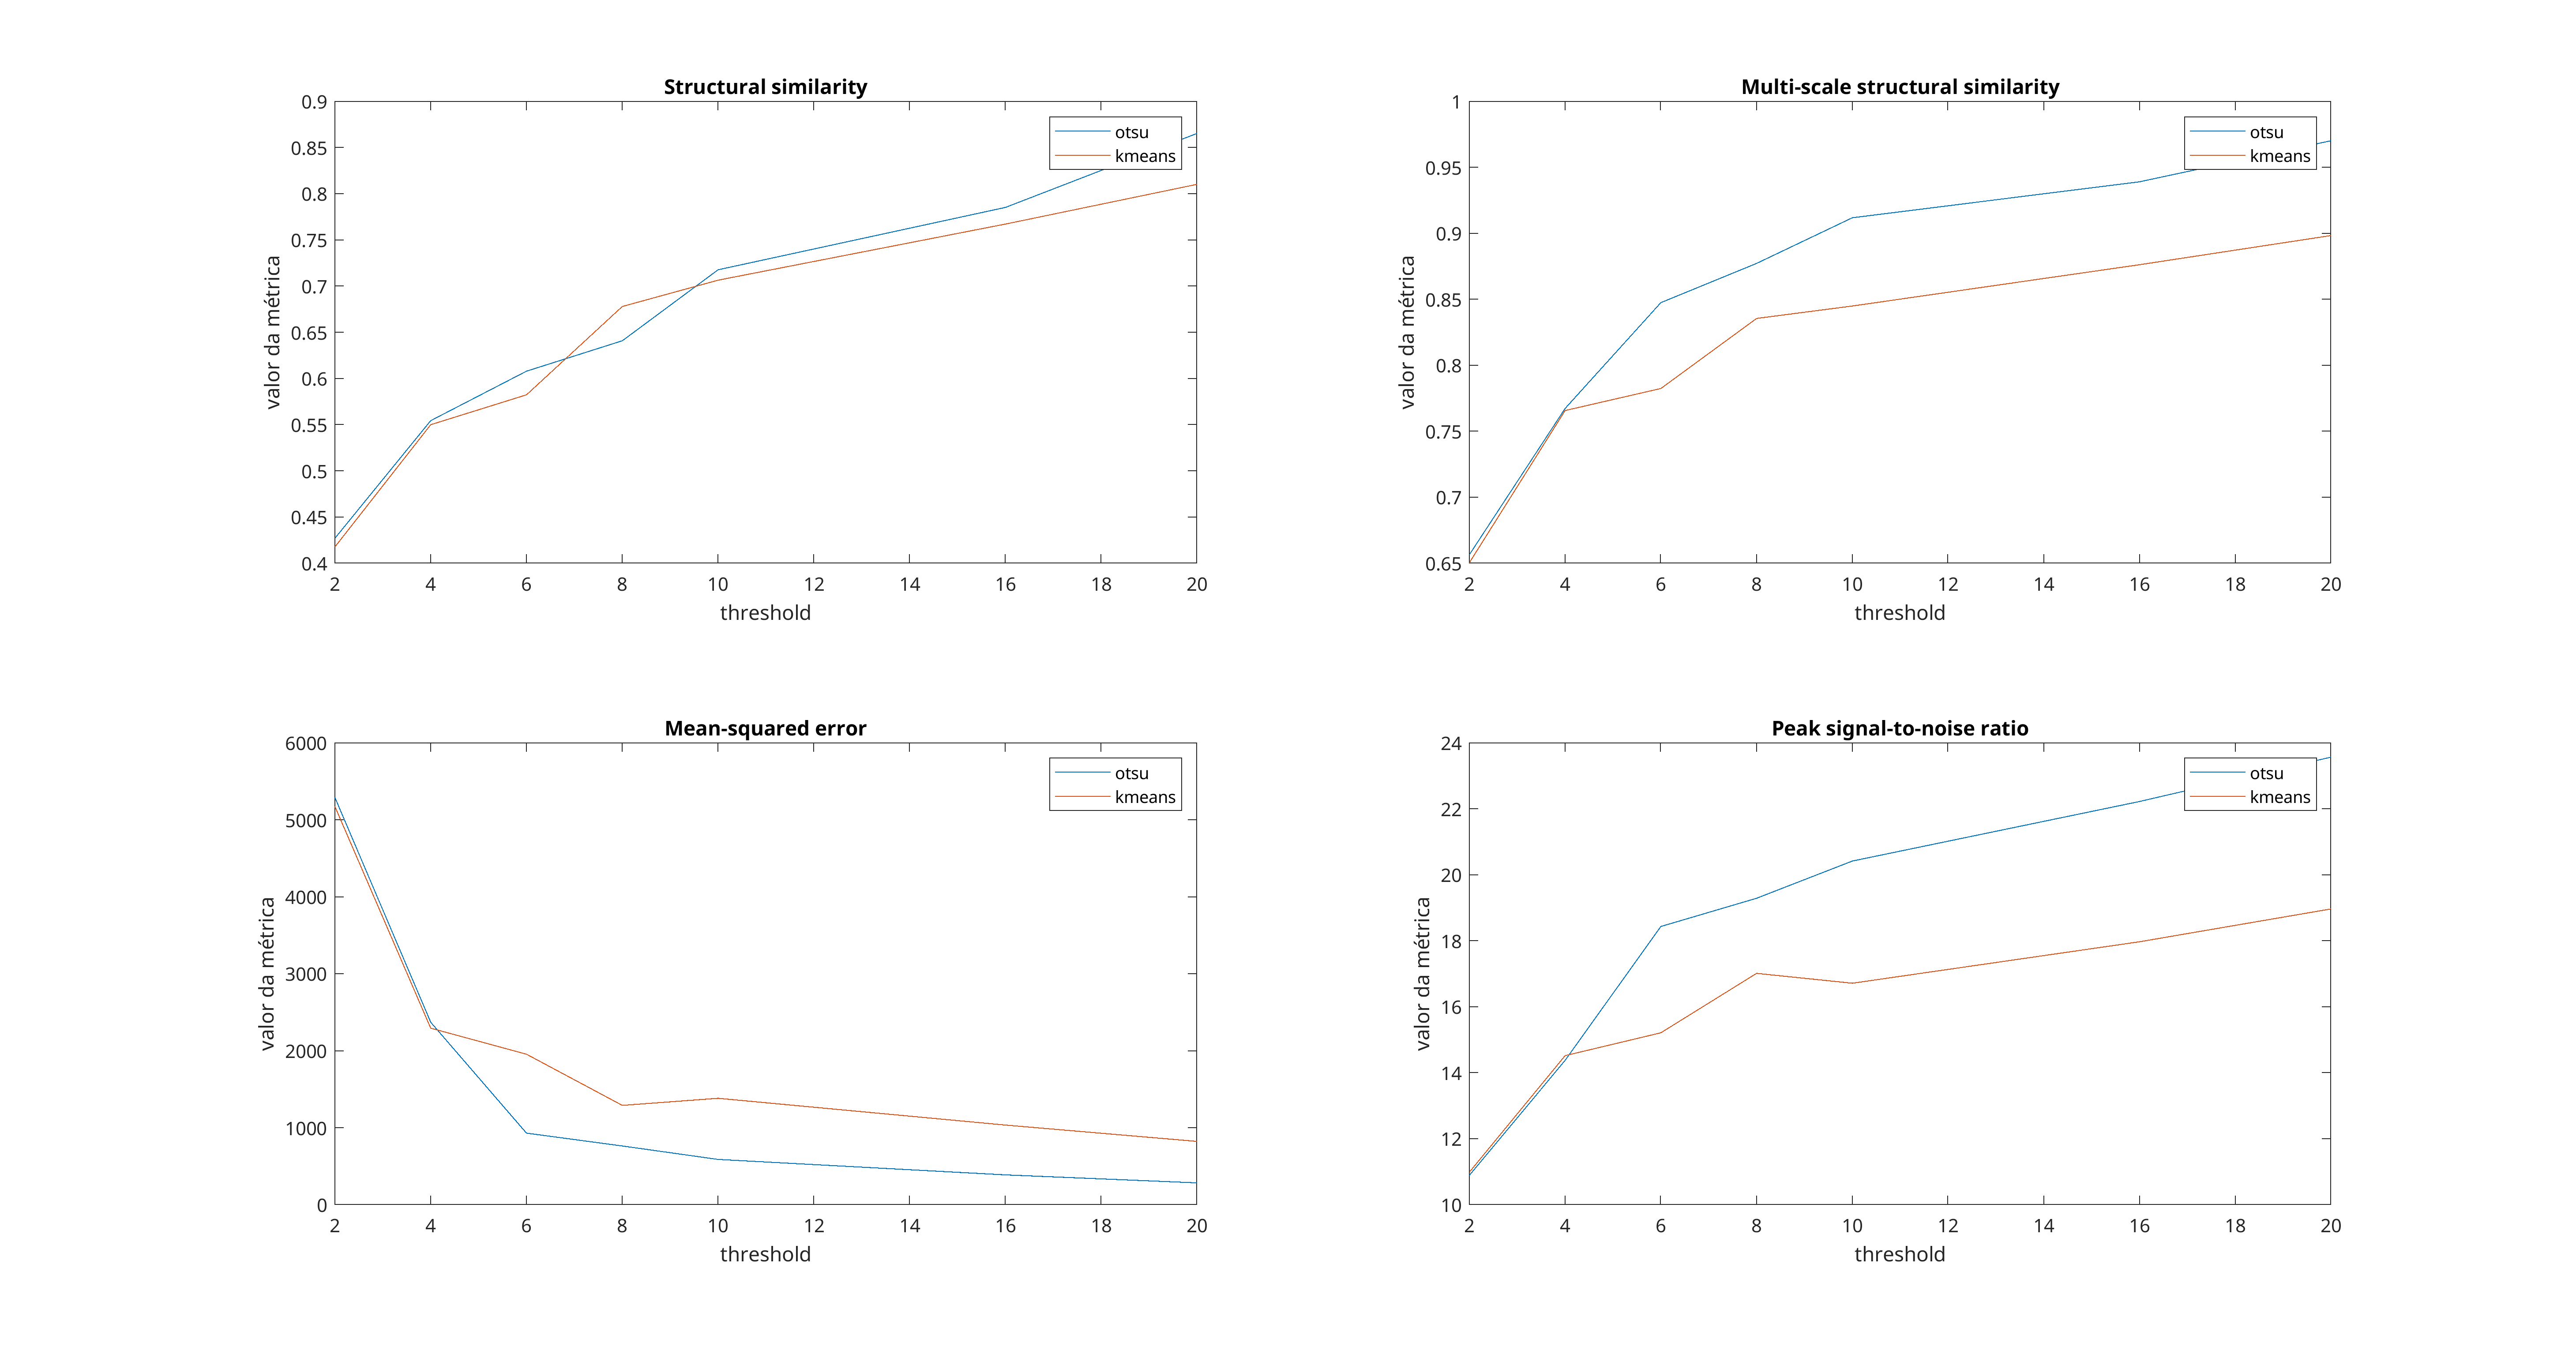 Structural similarity
0.9
0.85
0.8
0.75
0.7
0.65
0.6
0.55
0.5
0.45
0.4
valor da métrica
2 4 6 8 10 12 14 16 18 20
threshold
otsu
kmeans
Multi-scale structural similarity
1
0.95
0.9
0.85
0.8
0.75
0.7
0.65
valor da métrica
2 4 6 8 10 12 14 16 18 20
threshold
otsu
kmeans
Mean-squared error
6000
5000
4000
3000
2000
1000
0
valor da métrica
2 4 6 8 10 12 14 16 18 20
threshold
otsu
kmeans
Peak signal-to-noise ratio
24
22
20
18
16
14
12
10
valor da métrica
2 4 6 8 10 12 14 16 18 20
threshold
otsu
kmeans